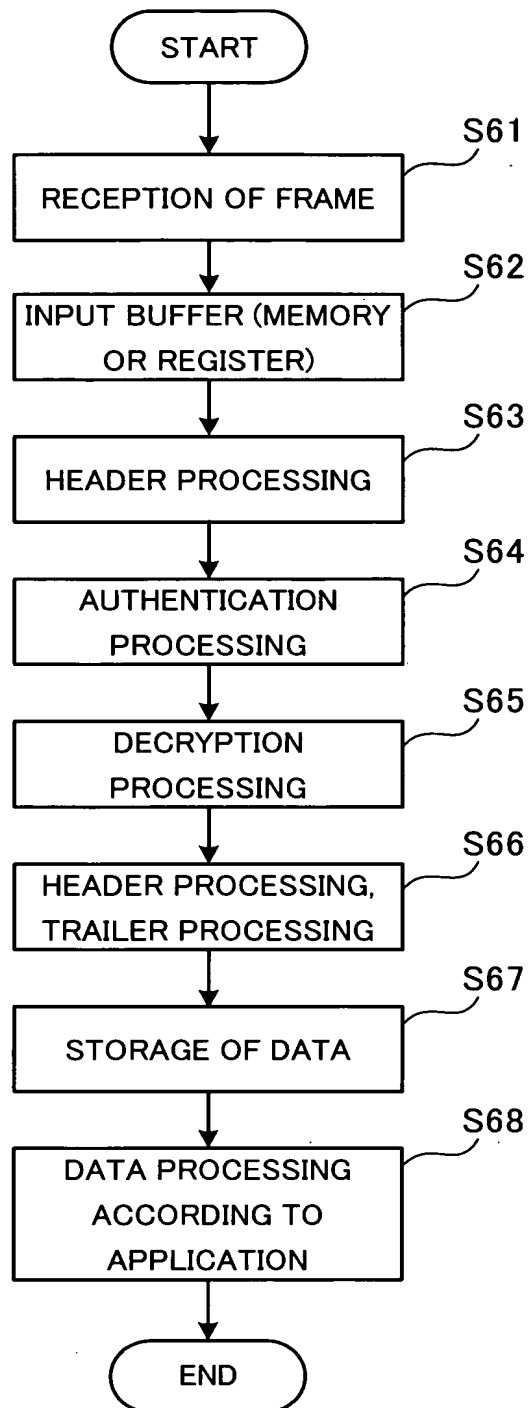 START
S61
RECEPTION OF FRAME
S62
INPUT BUFFER (MEMORY
OR REGISTER)
S63
HEADER PROCESSING
S64
AUTHENTICATION
PROCESSING
S65
DECRYPTION
PROCESSING
S66
HEADER PROCESSING,
TRAILER PROCESSING
S67
STORAGE OF DATA
S68
DATA PROCESSING
ACCORDING TO
APPLICATION
END